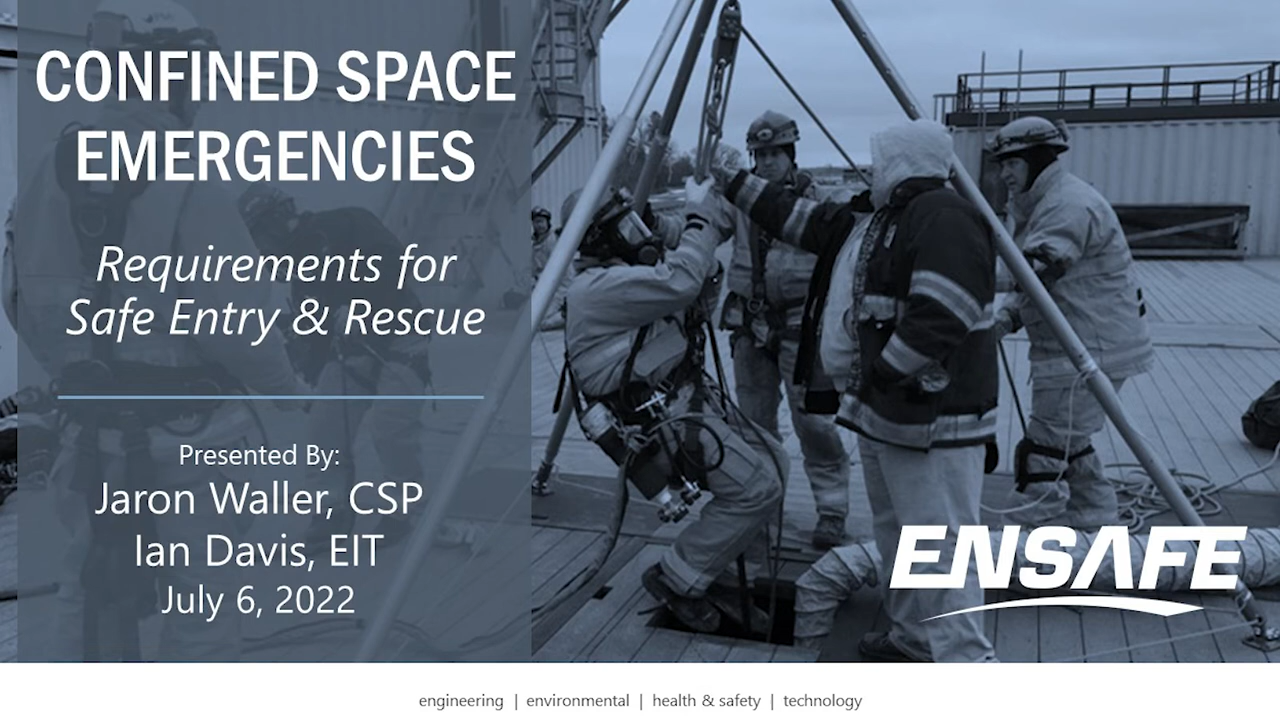 CONFINED SPACE
EMERGENCIES
Requirements for
Safe Entry & Rescue
Presented By:
Jaron Waller, CSP
Ian Davis, EIT
July 6, 2022
ENSAFE
engineering | environmental | health & safety | technology